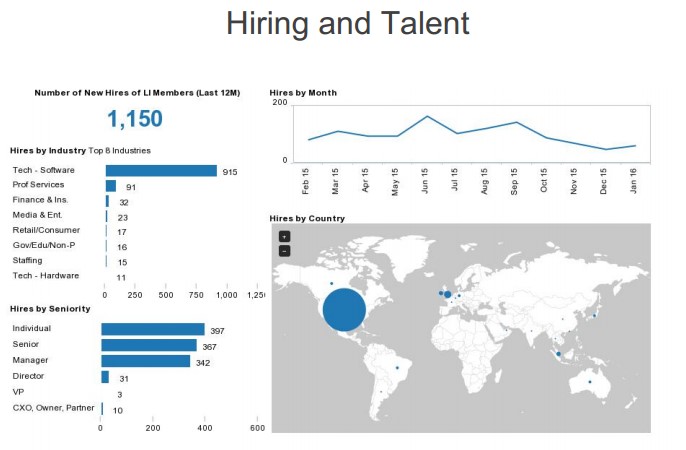 Hiring and Talent
Number of New Hires of LI Members (Last 12M)
1,150
Hires by Industry Top 8 Industries
Tech - Software 915
Prof Services 91
Finance & Ins. 32
Media & Ent. 23
Retail/Consumer 17
Gov/Edu/Non-P 16
Staffing 15
Tech - Hardware 11
0 250 500 750 1,000 1,25
Hires by Seniority
Individual 397
Senior 367
Manager 342
Director 31
VP 3
CXO, Owner, Partner 10
0 200 400 600
Hires by Month
200
0
Feb 15 Mar 15 Apr 15 May 15 Jun 15 Jul 15 Aug 15 Sep 15 Oct 15 Nov 15 Dec 15 Jan 16
Hires by Country
+
−